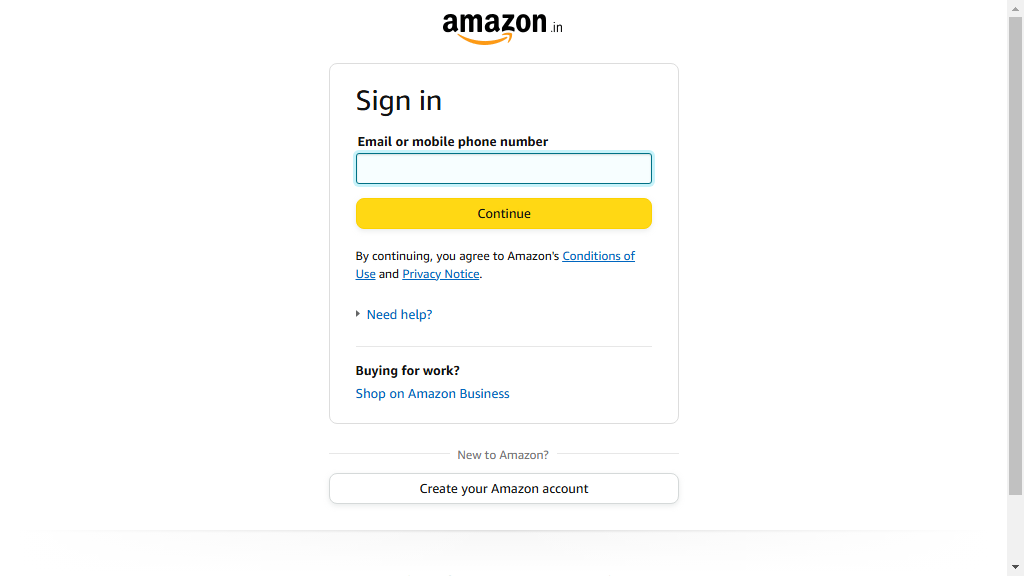 amazon.in
Sign in
Email or mobile phone number
Continue
By continuing, you agree to Amazon's Conditions of
Use and Privacy Notice.
Need help?
Buying for work?
Shop on Amazon Business
New to Amazon?
Create your Amazon account